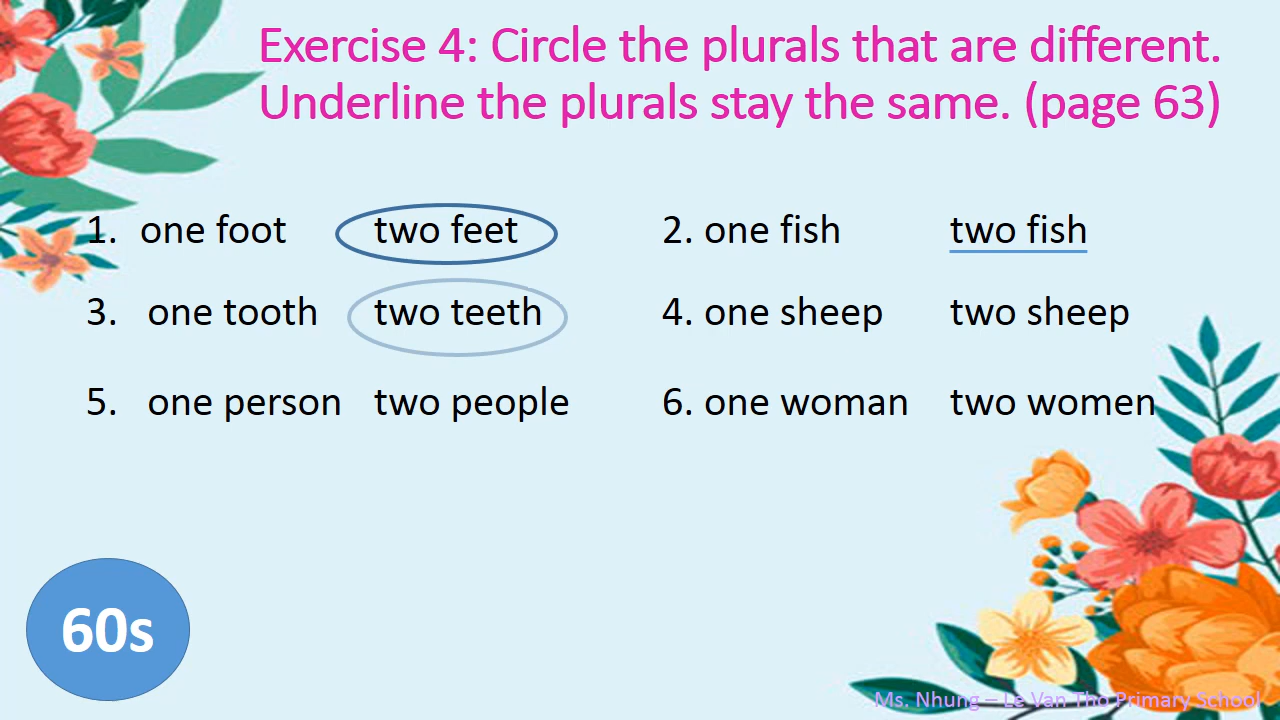 Exercise 4: Circle the plurals that are different.
Underline the plurals stay the same. (page 63)
1. one foot two feet 2. one fish two fish
3. one tooth two teeth 4. one sheep two sheep
5. one person two people 6. one woman two women
60s
Ms. Nhung – Le Van Tho Primary School